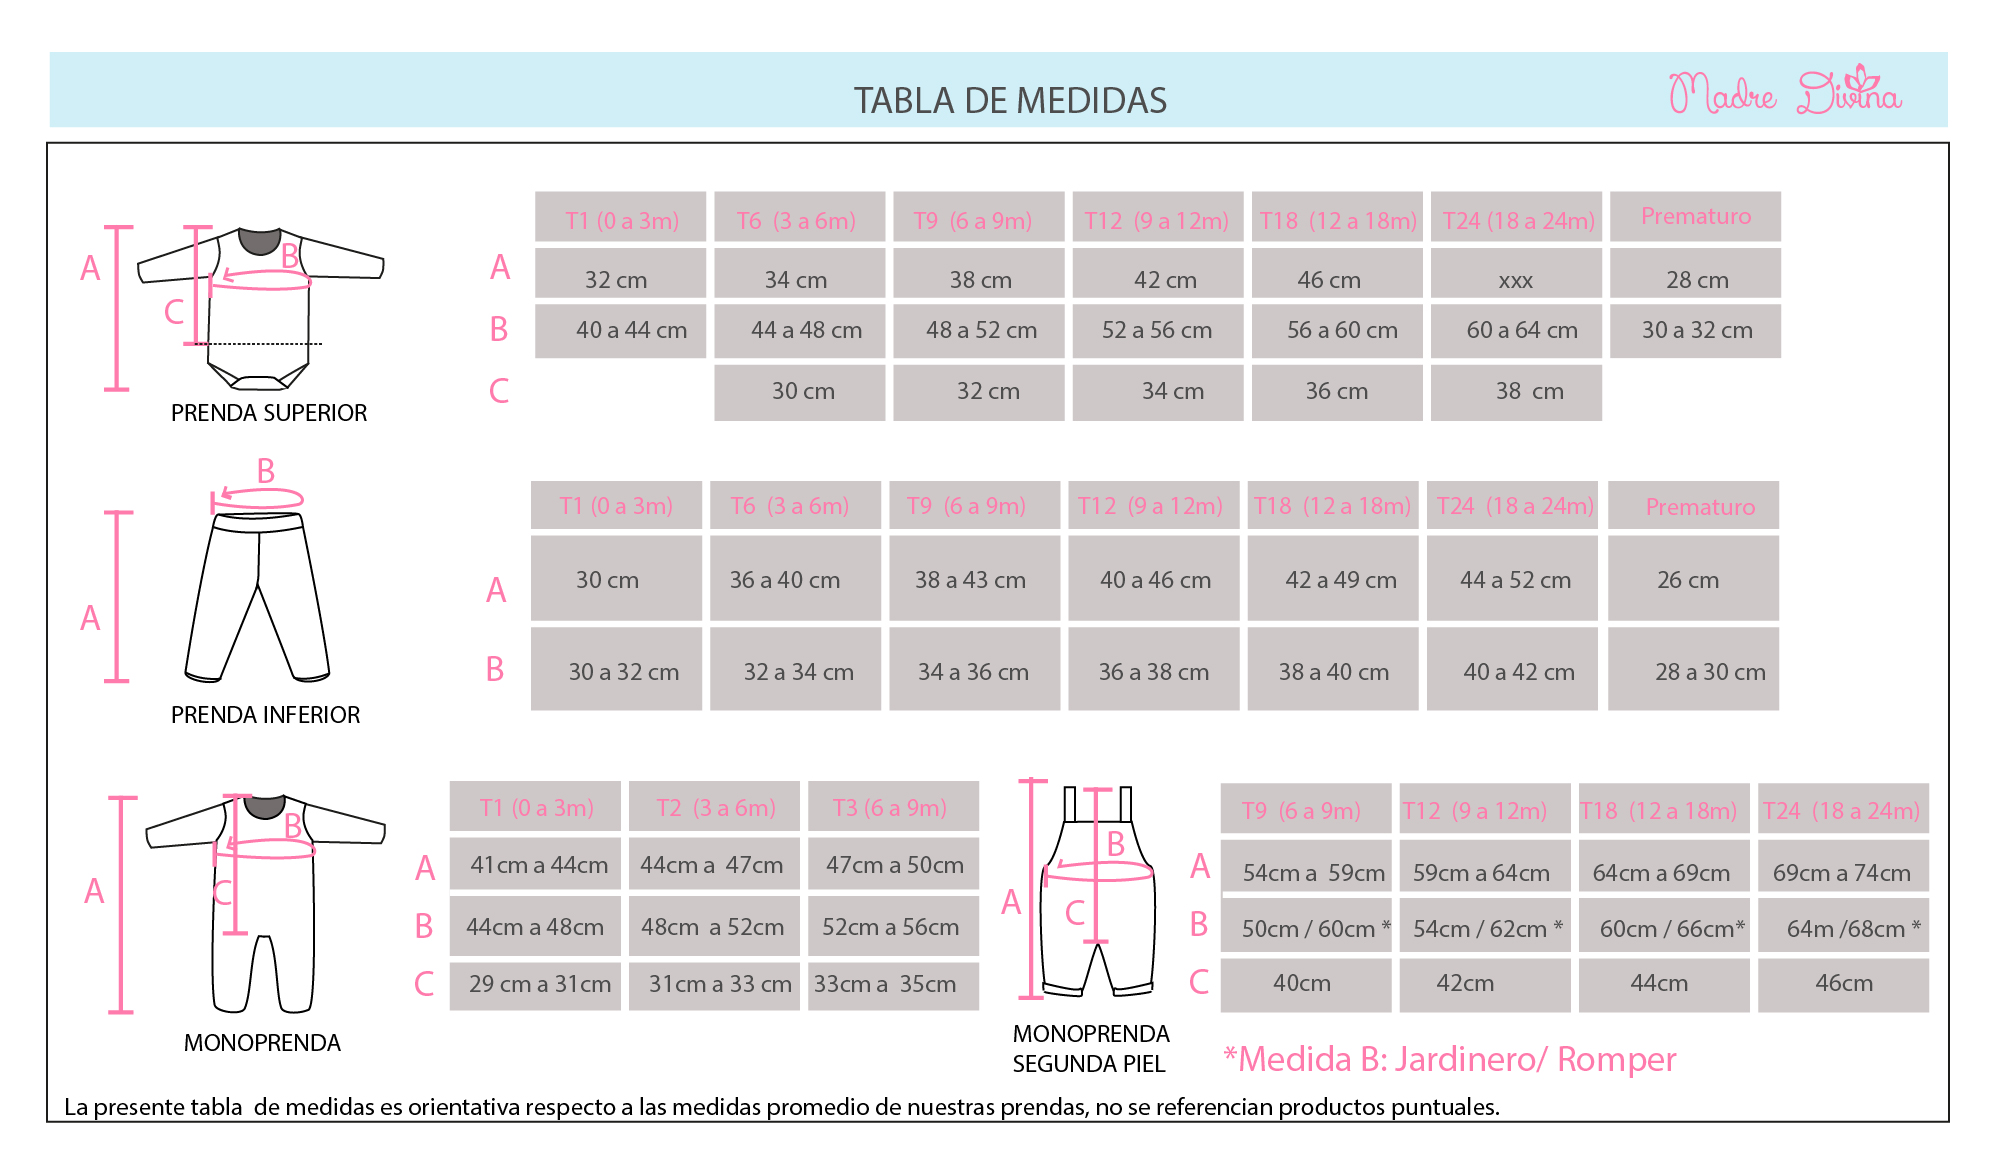 TABLA DE MEDIDAS
Madre Divina
A
C
B
PRENDA SUPERIOR
T1 (0 a 3m) T6 (3 a 6m) T9 (6 a 9m) T12 (9 a 12m) T18 (12 a 18m) T24 (18 a 24m) Prematuro
A 32 cm 34 cm 38 cm 42 cm 46 cm xxx 28 cm
B 40 a 44 cm 44 a 48 cm 48 a 52 cm 52 a 56 cm 56 a 60 cm 60 a 64 cm 30 a 32 cm
C 30 cm 32 cm 34 cm 36 cm 38 cm
B
A
PRENDA INFERIOR
T1 (0 a 3m) T6 (3 a 6m) T9 (6 a 9m) T12 (9 a 12m) T18 (12 a 18m) T24 (18 a 24m) Prematuro
A 30 cm 36 a 40 cm 38 a 43 cm 40 a 46 cm 42 a 49 cm 44 a 52 cm 26 cm
B 30 a 32 cm 32 a 34 cm 34 a 36 cm 36 a 38 cm 38 a 40 cm 40 a 42 cm 28 a 30 cm
A
B
C
MONOPRENDA
T1 (0 a 3m) T2 (3 a 6m) T3 (6 a 9m)
A 41cm a 44cm 44cm a 47cm 47cm a 50cm
B 44cm a 48cm 48cm a 52cm 52cm a 56cm
C 29 cm a 31cm 31cm a 33 cm 33cm a 35cm
A
B
C
MONOPRENDA
SEGUNDA PIEL
T9 (6 a 9m) T12 (9 a 12m) T18 (12 a 18m) T24 (18 a 24m)
A 54cm a 59cm 59cm a 64cm 64cm a 69cm 69cm a 74cm
B 50cm / 60cm * 54cm / 62cm * 60cm / 66cm* 64m /68cm *
C 40cm 42cm 44cm 46cm
*Medida B: Jardinero/ Romper
La presente tabla de medidas es orientativa respecto a las medidas promedio de nuestras prendas, no se referencian productos puntuales.